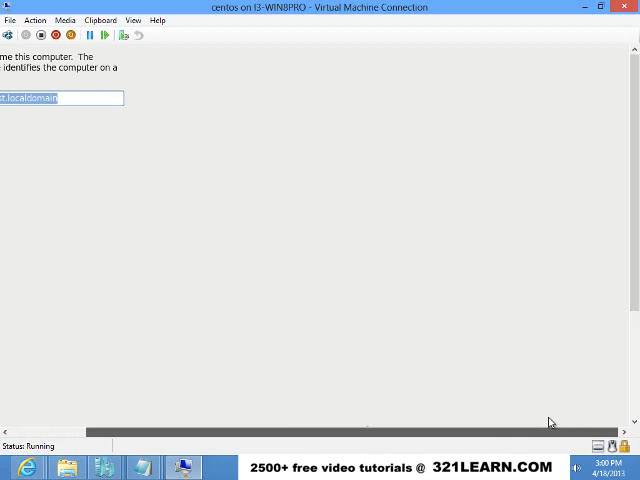 centos on I3-WIN8PRO - Virtual Machine Connection
File Action Media Clipboard View Help
me this computer. The
identifies the computer on a
st.localdomain
Status: Running
2500+ free video tutorials @ 321LEARN.COM
3:00 PM
4/18/2013